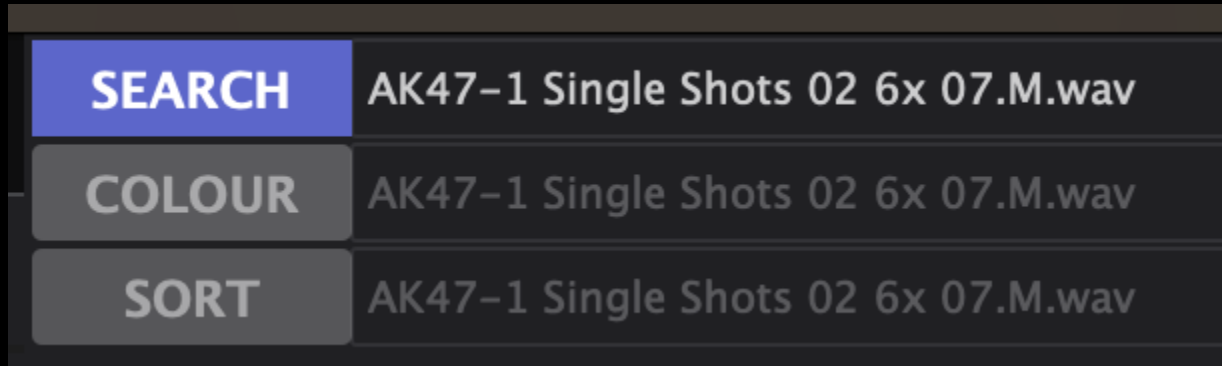 SEARCH AK47-1 Single Shots 02 6x 07.M.wav
COLOUR AK47-1 Single Shots 02 6x 07.M.wav
SORT AK47-1 Single Shots 02 6x 07.M.wav